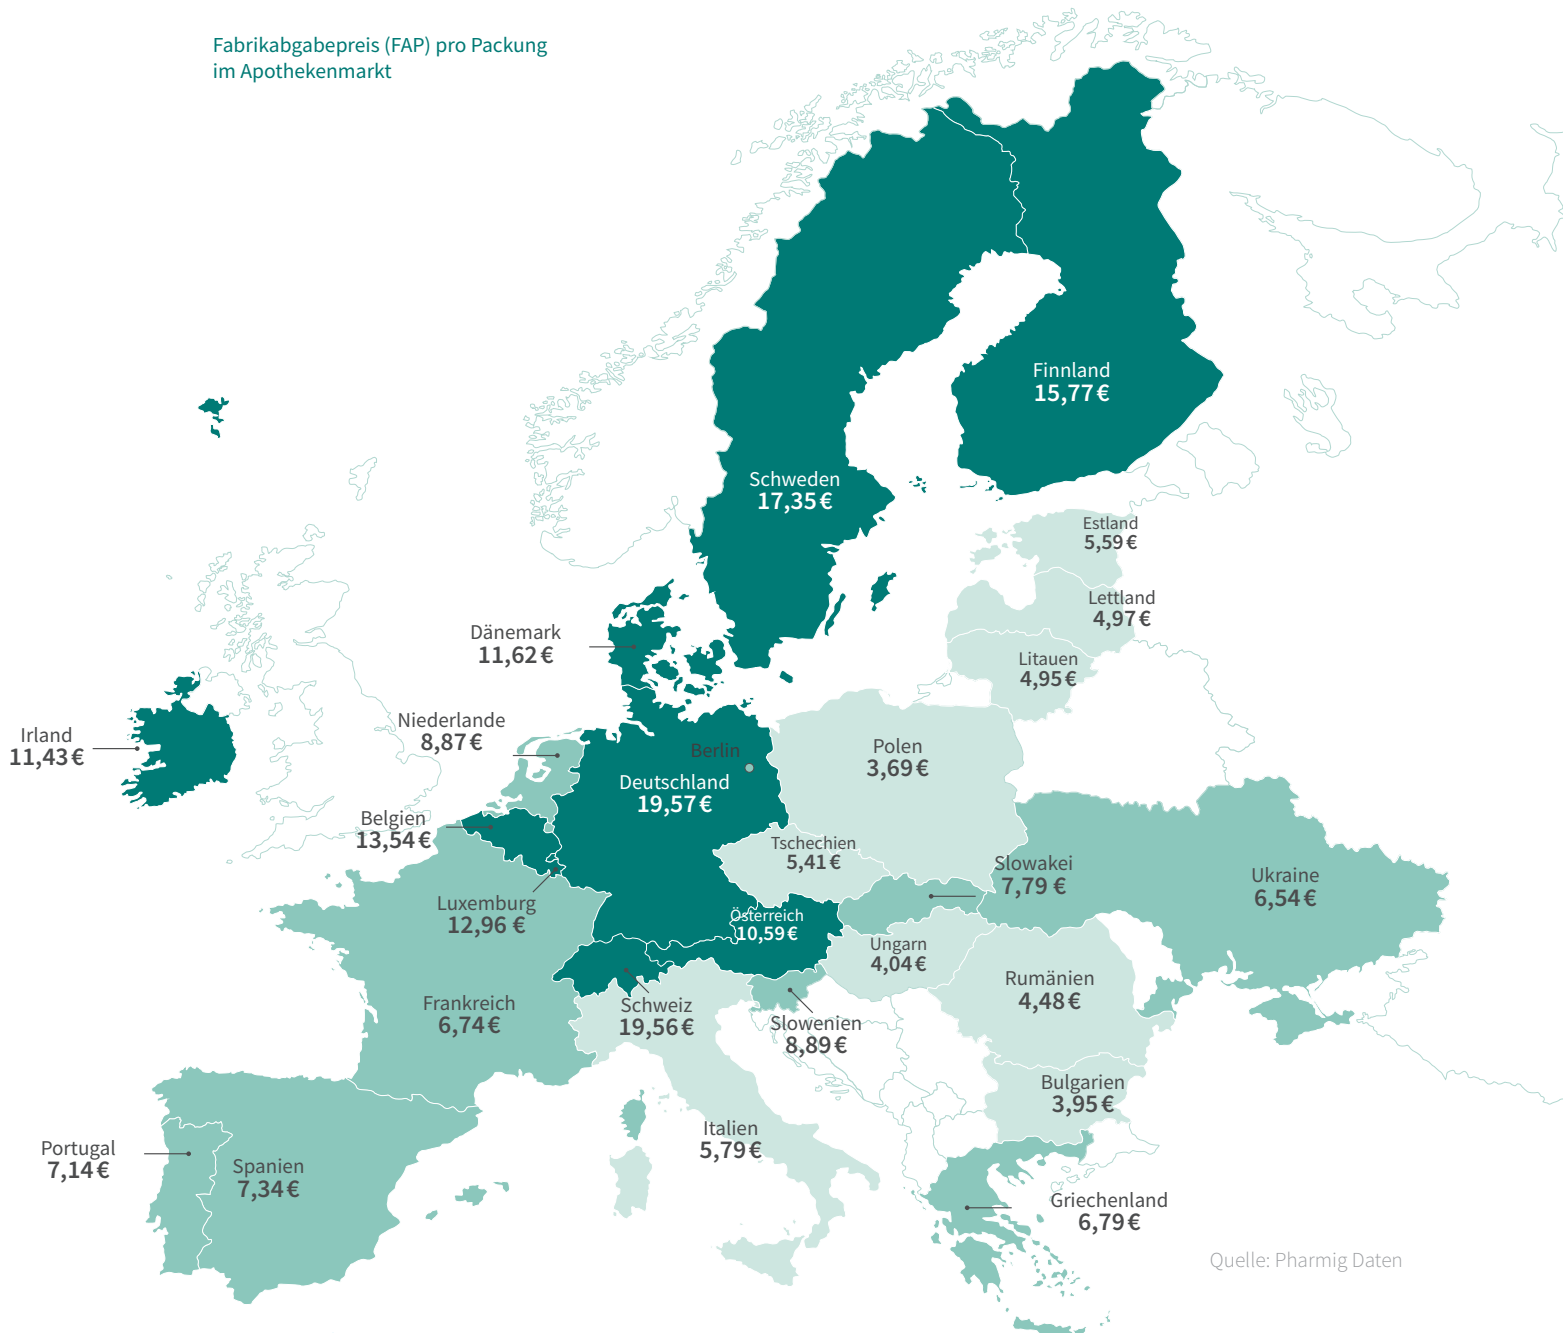 Fabrikabgabepreis (FAP) pro Packung
im Apothekenmarkt
Finnland
15,77 €
Schweden
17,35 €
Estland
5,59 €
Lettland
4,97 €
Litauen
4,95 €
Dänemark
11,62 €
Irland
11,43 €
Niederlande
8,87 €
Berlin
Deutschland
19,57 €
Polen
3,69 €
Belgien
13,54 €
Tschechien
5,41 €
Slowakei
7,79 €
Ukraine
6,54 €
Luxemburg
12,96 €
Österreich
10,59 €
Ungarn
4,04 €
Rumänien
4,48 €
Frankreich
6,74 €
Schweiz
19,56 €
Slowenien
8,89 €
Bulgarien
3,95 €
Italien
5,79 €
Portugal
7,14 €
Spanien
7,34 €
Griechenland
6,79 €
Quelle: Pharmig Daten